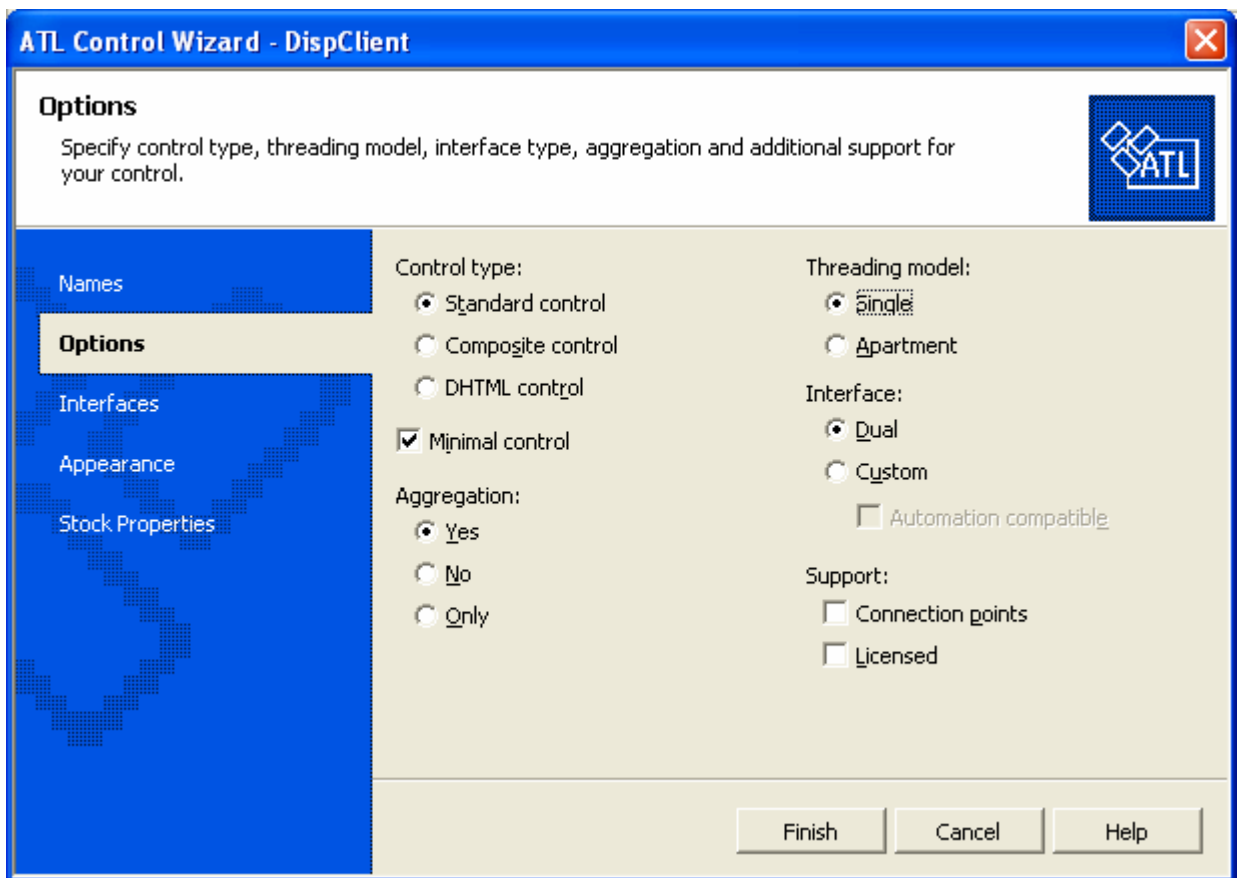 ATL Control Wizard - DispClient
Options
Specify control type, threading model, interface type, aggregation and additional support for
your control.
ATL
Names
Options
Interfaces
Appearance
Stock Properties
Control type:
Standard control
Composite control
DHTML control
Minimal control
Aggregation:
Yes
No
Only
Threading model:
Single
Apartment
Interface:
Dual
Custom
Automation compatible
Support:
Connection points
Licensed
Finish
Cancel
Help